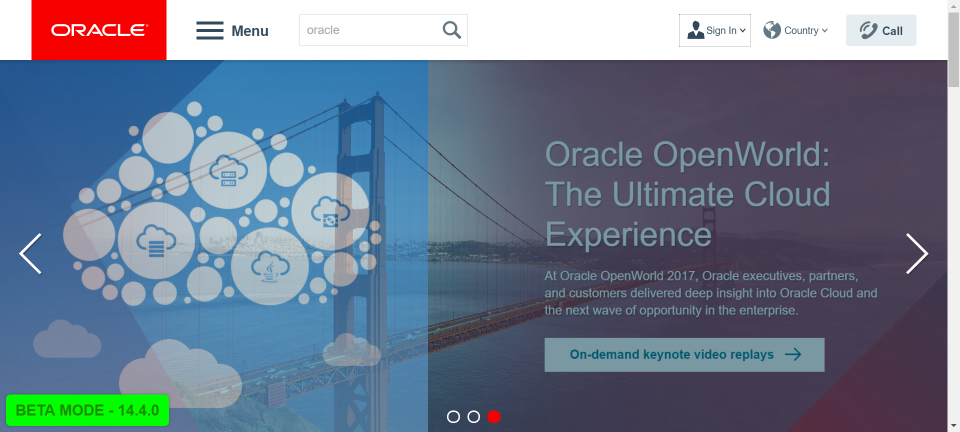 ORACLE
Menu
oracle
Sign In
Country
Call
Oracle OpenWorld:
The Ultimate Cloud
Experience
At Oracle OpenWorld 2017, Oracle executives, partners,
and customers delivered deep insight into Oracle Cloud and
the next wave of opportunity in the enterprise.
On-demand keynote video replays
BETA MODE - 14.4.0